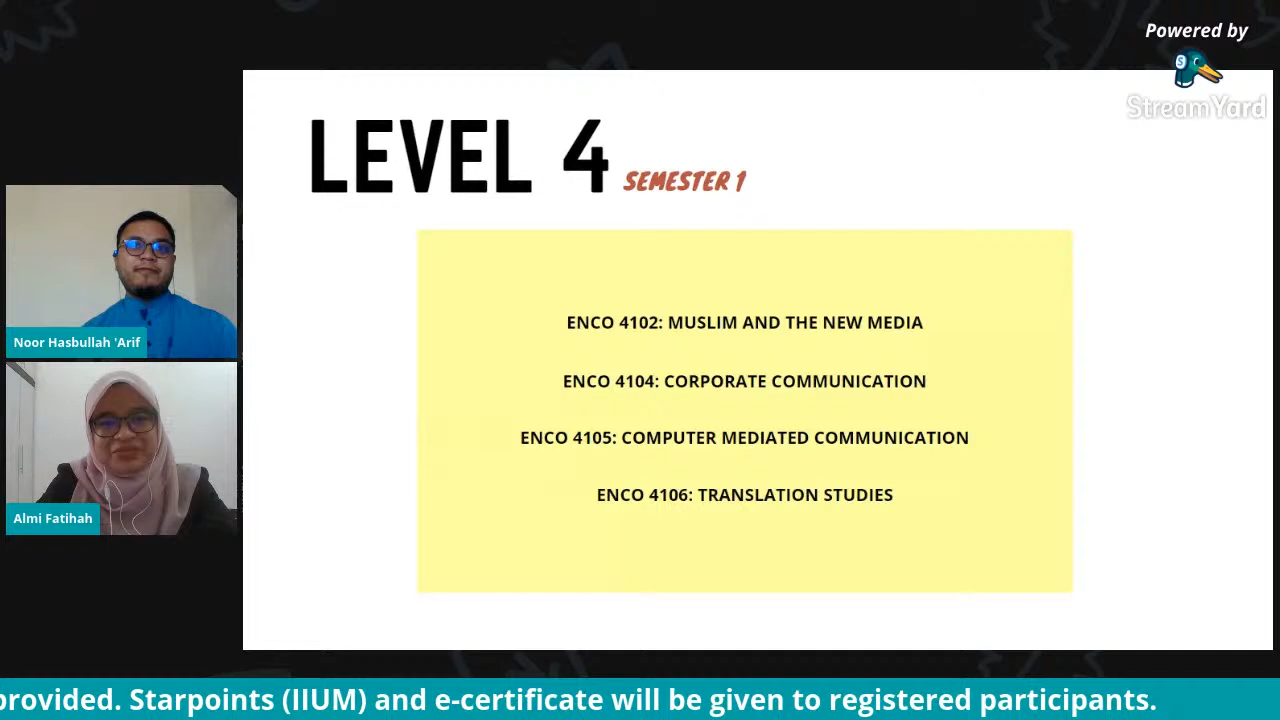 Powered by
StreamYard
LEVEL 4 SEMESTER 1
ENCO 4102: MUSLIM AND THE NEW MEDIA
ENCO 4104: CORPORATE COMMUNICATION
ENCO 4105: COMPUTER MEDIATED COMMUNICATION
ENCO 4106: TRANSLATION STUDIES
Noor Hasbullah 'Arif
Almi Fatihah
provided. Starpoints (IIUM) and e-certificate will be given to registered participants.